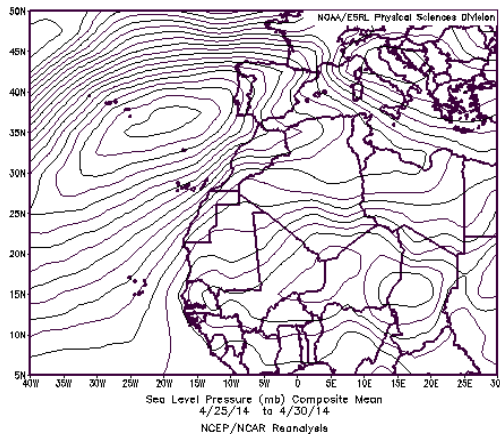 NOAA/ESRL Physical Sciences Division
50N
45N
40N
35N
30N
25N
20N
15N
10N
5N
40W 35W 30W 25W 20W 15W 10W 5W 0 5E 10E 15E 20E 25E 30E
Sea Level Pressure (mb) Composite Mean
4/25/14 to 4/30/14
NCEP/NCAR Reanalysis